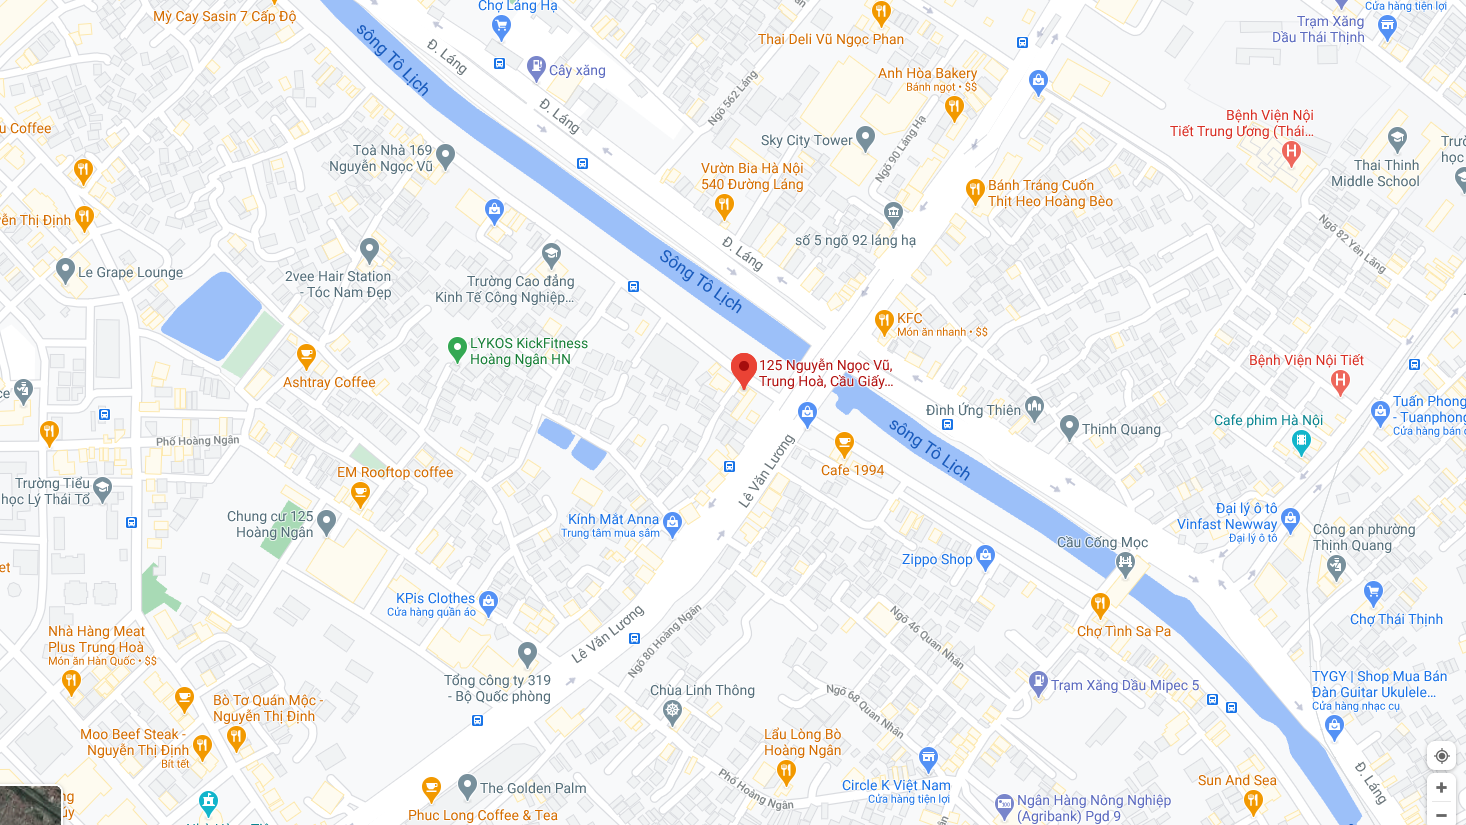 Mỳ Cay Sasin 7 Cấp Độ
Chợ Láng Hạ
Cửa hàng tiện lợi
Thai Deli Vũ Ngọc Phan
Trạm Xăng
Dầu Thái Thịnh
sông Tô Lịch
Đ. Láng
Cây xăng
Ngõ 562 Láng
Anh Hòa Bakery
Bánh ngọt • $$
Đ. Láng
Coffee
Toà Nhà 169
Nguyễn Ngọc Vũ
Sky City Tower
Ngõ 90 Láng Hạ
Bệnh Viện Nội
Tiết Trung Ương (Thái...
Thai Thinh
Middle School
Vườn Bia Hà Nội
540 Đường Láng
Bánh Tráng Cuốn
Thịt Heo Hoàng Bèo
Thị Định
số 5 ngõ 92 láng hạ
Ngõ 82 Yên Lãng
Đ. Láng
Sông Tô Lịch
Le Grape Lounge
2vee Hair Station
- Tóc Nam Đẹp
Trường Cao đẳng
Kinh Tế Công Nghiệp...
KFC
Món ăn nhanh • $$
LYKOS KickFitness
Hoàng Ngân HN
125 Nguyễn Ngọc Vũ,
Trung Hoà, Cầu Giấy...
Bệnh Viện Nội Tiết
Ashtray Coffee
Đình Ứng Thiên
Thịnh Quang
Cafe phim Hà Nội
Tuấn Phong
- Tuanphong
Cửa hàng bán
Phố Hoàng Ngân
sông Tô Lịch
Lê Văn Lương
Cafe 1994
EM Rooftop coffee
Trường Tiểu
học Lý Thái Tổ
Chung cư 125
Hoàng Ngân
Kính Mắt Anna
Trung tâm mua sắm
Đại lý ô tô
Vinfast Newway
Đại lý ô tô
Công an phường
Thịnh Quang
Cầu Cống Mọc
Zippo Shop
KPis Clothes
Cửa hàng quần áo
Lê Văn Lương
Ngõ 80 Hoàng Ngân
Ngõ 46 Quan Nhân
Chợ Tình Sa Pa
Chợ Thái Thịnh
Nhà Hàng Meat
Plus Trung Hoà
Món ăn Hàn Quốc • $$
Tổng công ty 319
- Bộ Quốc phòng
Chùa Linh Thông
Ngõ 68 Quan Nhân
Trạm Xăng Dầu Mipec 5
TYGY | Shop Mua Bán
Đàn Guitar Ukulele...
Cửa hàng nhạc cụ
Bò Tơ Quán Mộc -
Nguyễn Thị Định
Moo Beef Steak -
Nguyễn Thị Định
Bít tết
Lẩu Lòng Bò
Hoàng Ngân
Phố Hoàng Ngân
Circle K Việt Nam
Cửa hàng tiện lợi
Đ. Láng
Sun And Sea
The Golden Palm
Phuc Long Coffee & Tea
Ngân Hàng Nông Nghiệp
(Agribank) Pgd 9